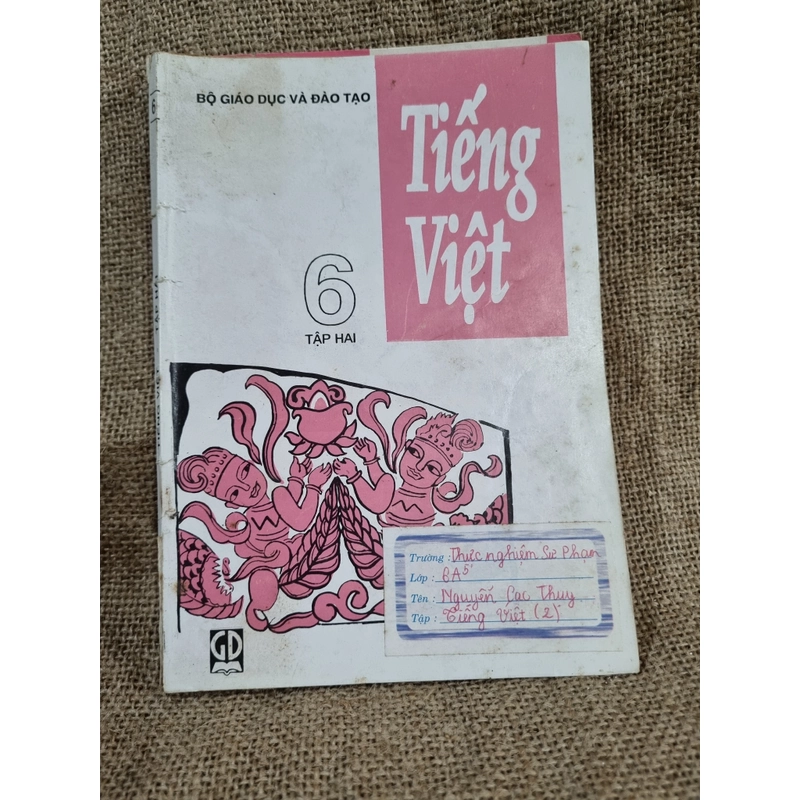 BỘ GIÁO DỤC VÀ ĐÀO TẠO
Tiếng
Việt
6
TẬP HAI
Trường : Thực nghiệm Sư Phạm
Lớp : 6A5
Tên : Nguyễn Cac Thuy
Tập : Tiếng Việt (2)
GD